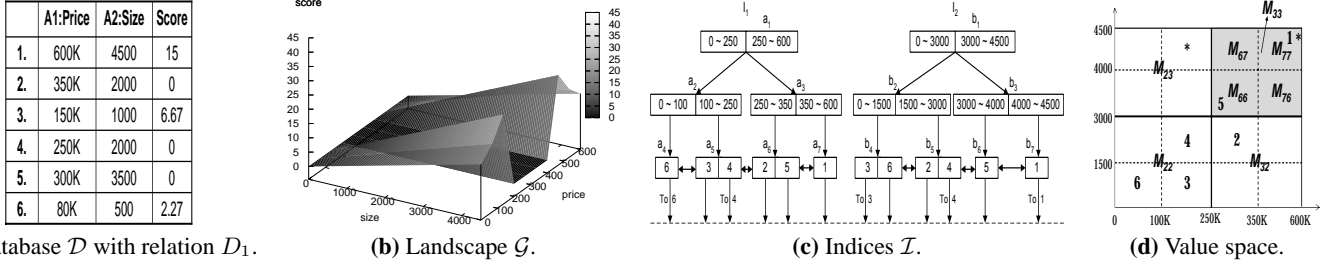 A1:Price A2:Size Score
1. 600K 4500 15
2. 350K 2000 0
3. 150K 1000 6.67
4. 250K 2000 0
5. 300K 3500 0
6. 80K 500 2.27
tabase D with relation D1.
score
45
40
35
30
25
20
15
10
5
0
0
1000
2000
3000
4000
size
0
100
200
300
400
500
600
price
45
40
35
30
25
20
15
10
5
0
(b) Landscape G.
I1 a1
0 ~ 250 250 ~ 600
a2 a3
0 ~ 100 100 ~ 250 250 ~ 350 350 ~ 600
a4 a5 a6 a7
6 3 4 2 5 1
To 6 To 4
I2 b1
0 ~ 3000 3000 ~ 4500
b2 b3
0 ~ 1500 1500 ~ 3000 3000 ~ 4000 4000 ~ 4500
b4 b5 b6 b7
3 6 2 4 5 1
To 3 To 4 To 1
(c) Indices I.
M33
4500
* M67 M77 1 *
M23
4000
5 M66 M76
3000
4 2
1500 M22 M32
6 3
100K 250K 350K 600K
(d) Value space.